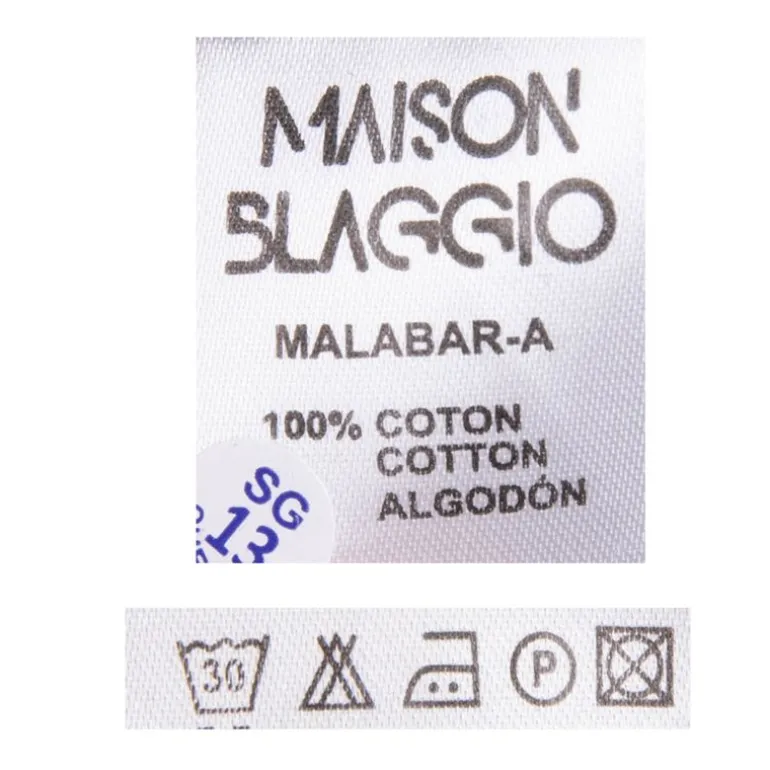 MAISON
BLAGGIO
MALABAR-A
100% COTON
COTTON
ALGODÓN
SG
13
30
P